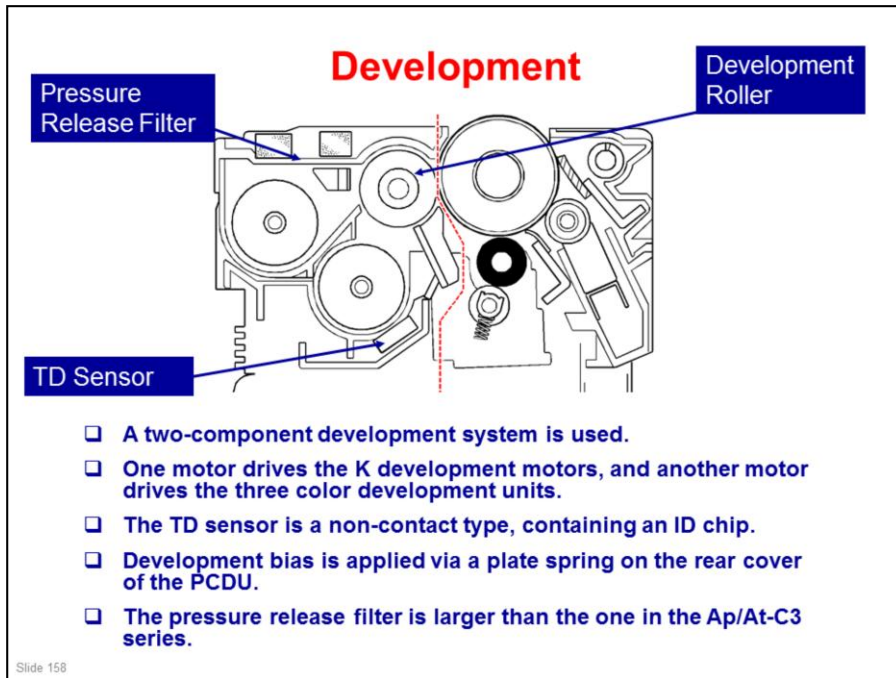 Development
Pressure
Release Filter
Development
Roller
TD Sensor
❑ A two-component development system is used.
❑ One motor drives the K development motors, and another motor
drives the three color development units.
❑ The TD sensor is a non-contact type, containing an ID chip.
❑ Development bias is applied via a plate spring on the rear cover
of the PCDU.
❑ The pressure release filter is larger than the one in the Ap/At-C3
series.
Slide 158